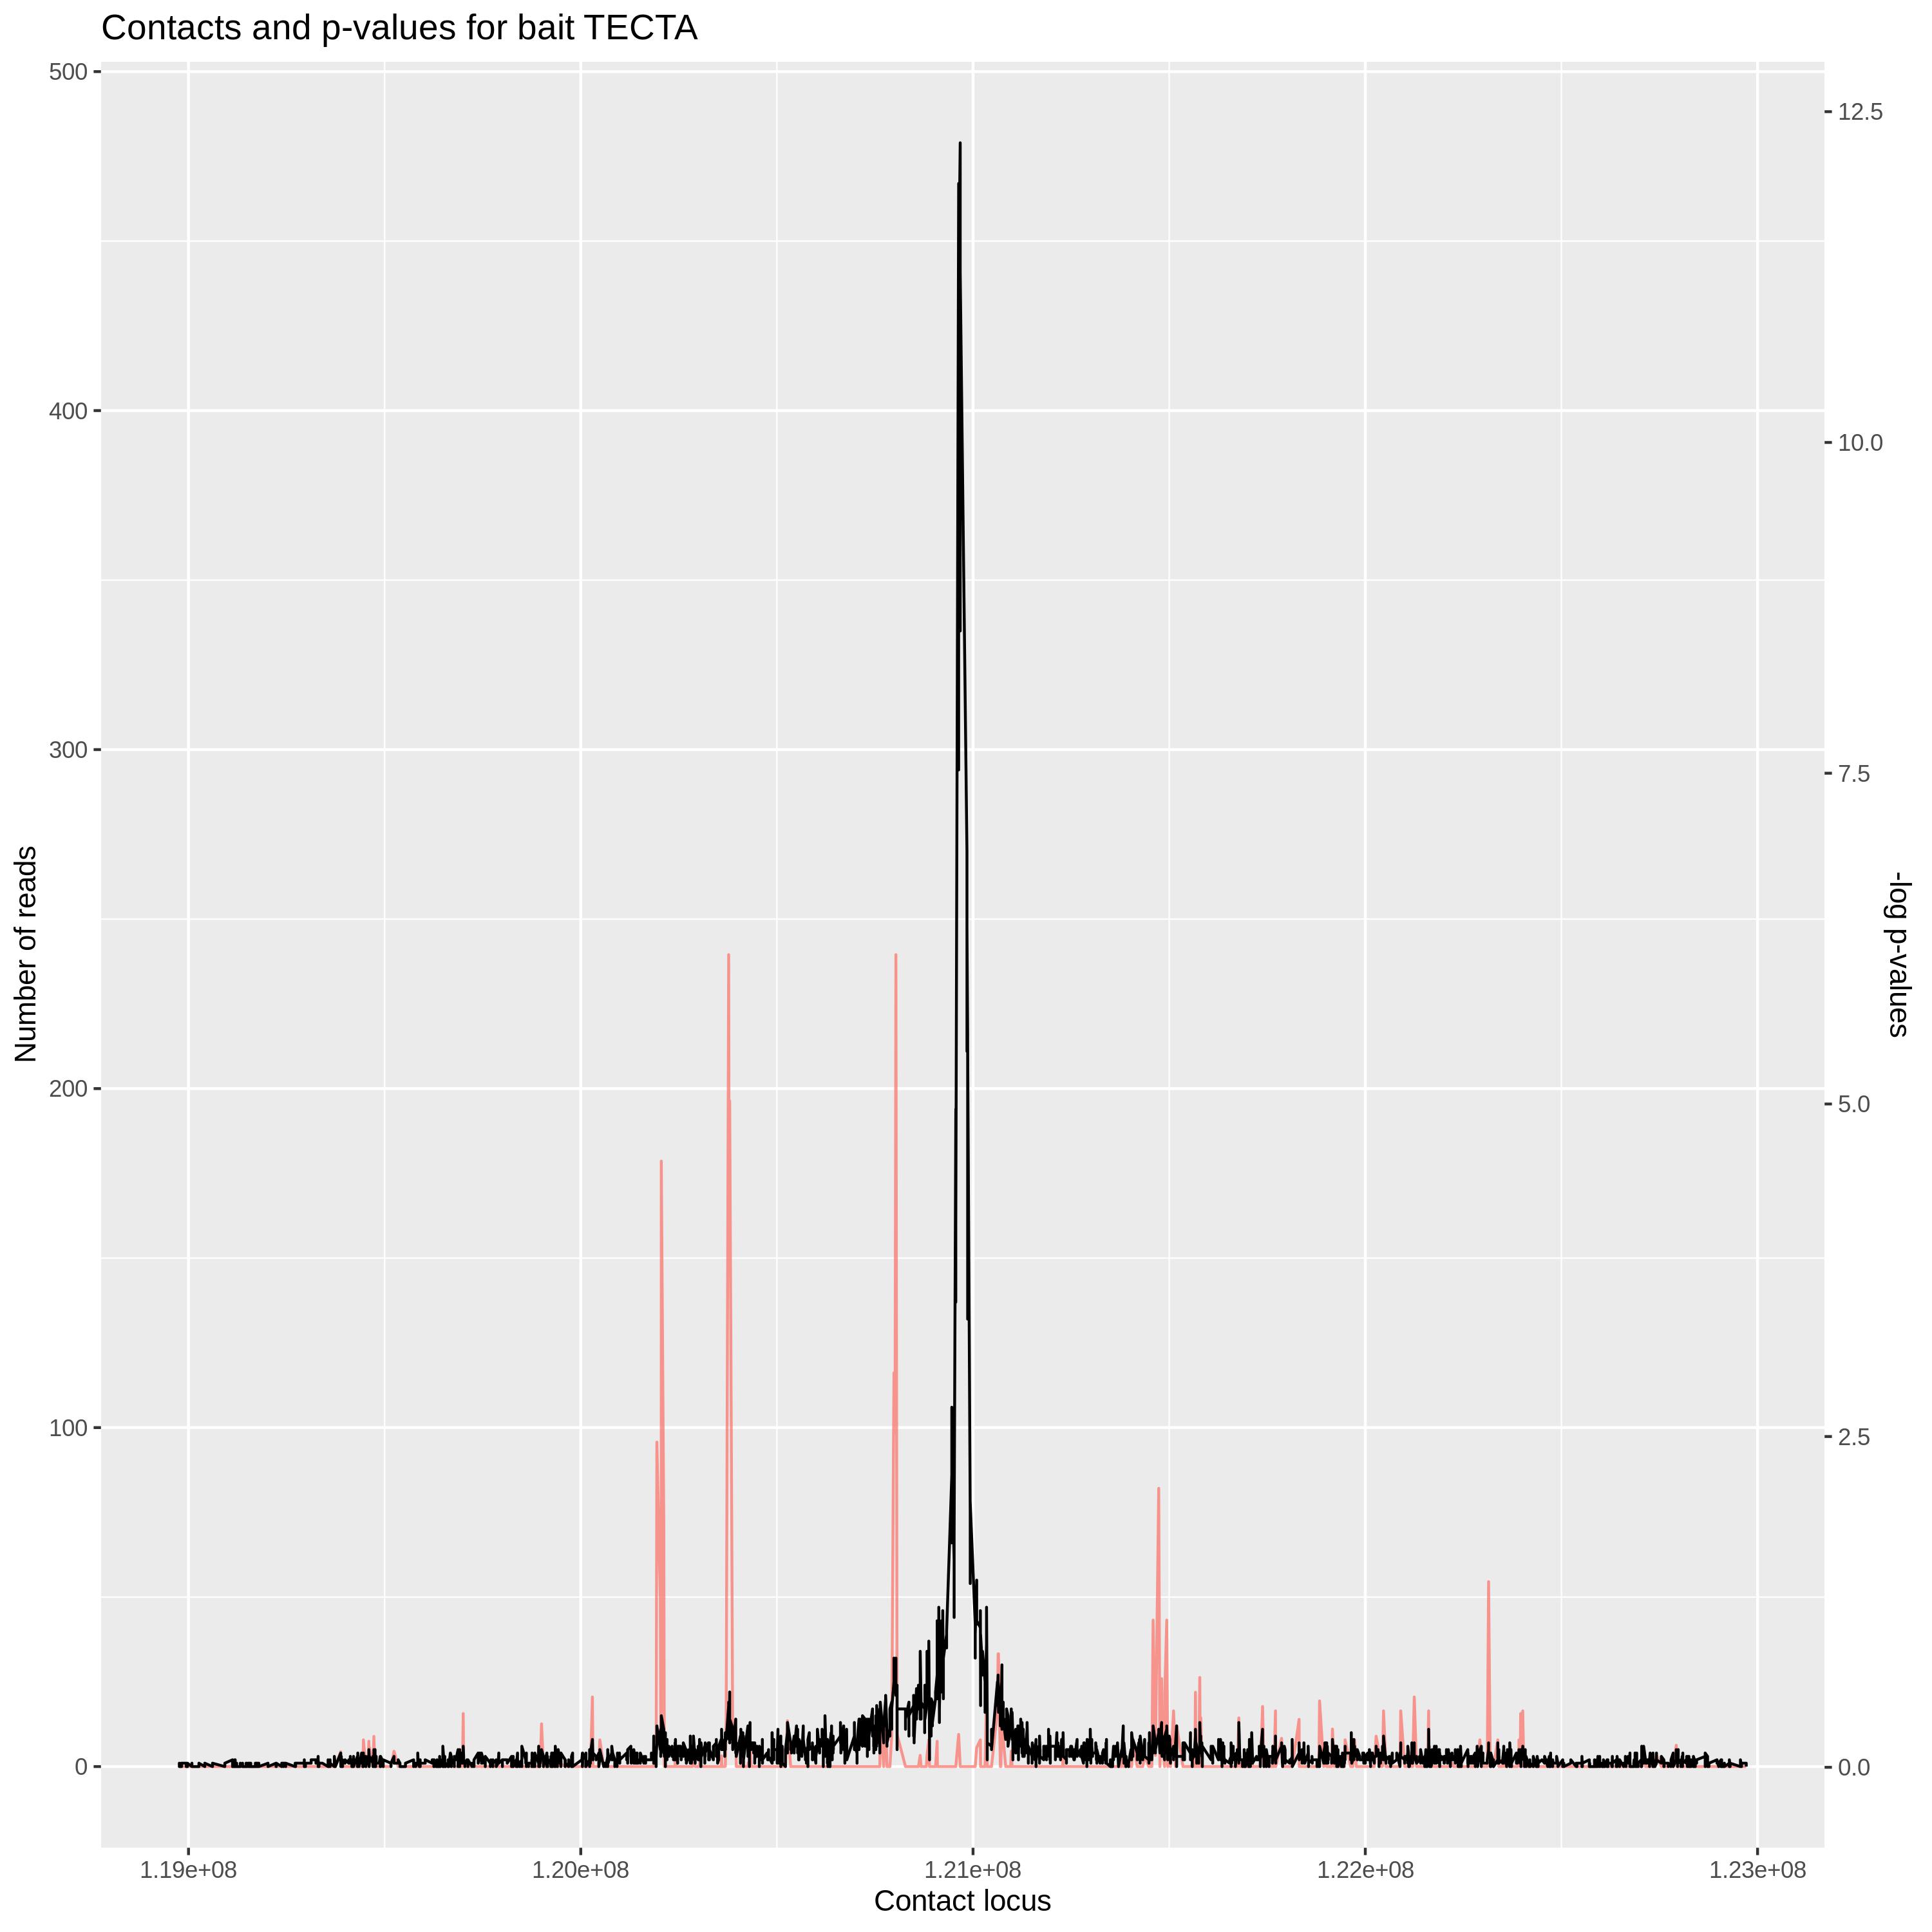 Contacts and p-values for bait TECTA
500
400
300
200
100
0
Number of reads
12.5
10.0
7.5
5.0
2.5
0.0
-log p-values
1.19e+08
1.20e+08
1.21e+08
1.22e+08
1.23e+08
Contact locus